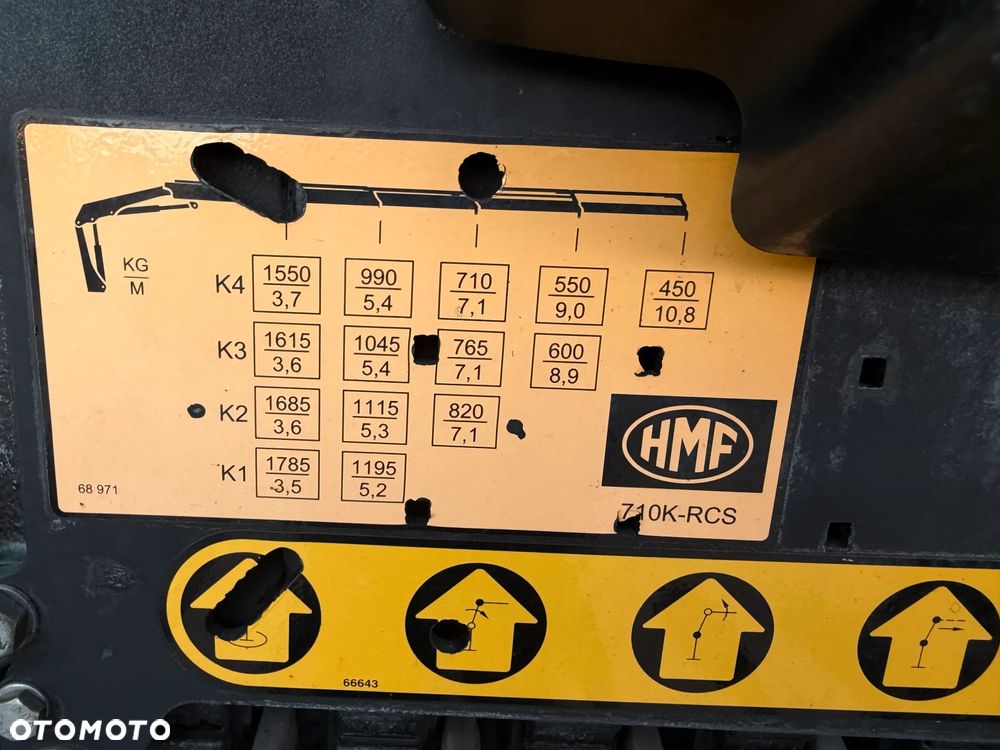 KG
M
K4 1550 990 710 550 450
3,7 5,4 7,1 9,0 10,8
K3 1615 1045 765 600
3,6 5,4 7,1 8,9
K2 1685 1115 820
3,6 5,3 7,1
K1 1785 1195
3,5 5,2
HMF
68 971
710K-RCS
66643
OTOMOTO